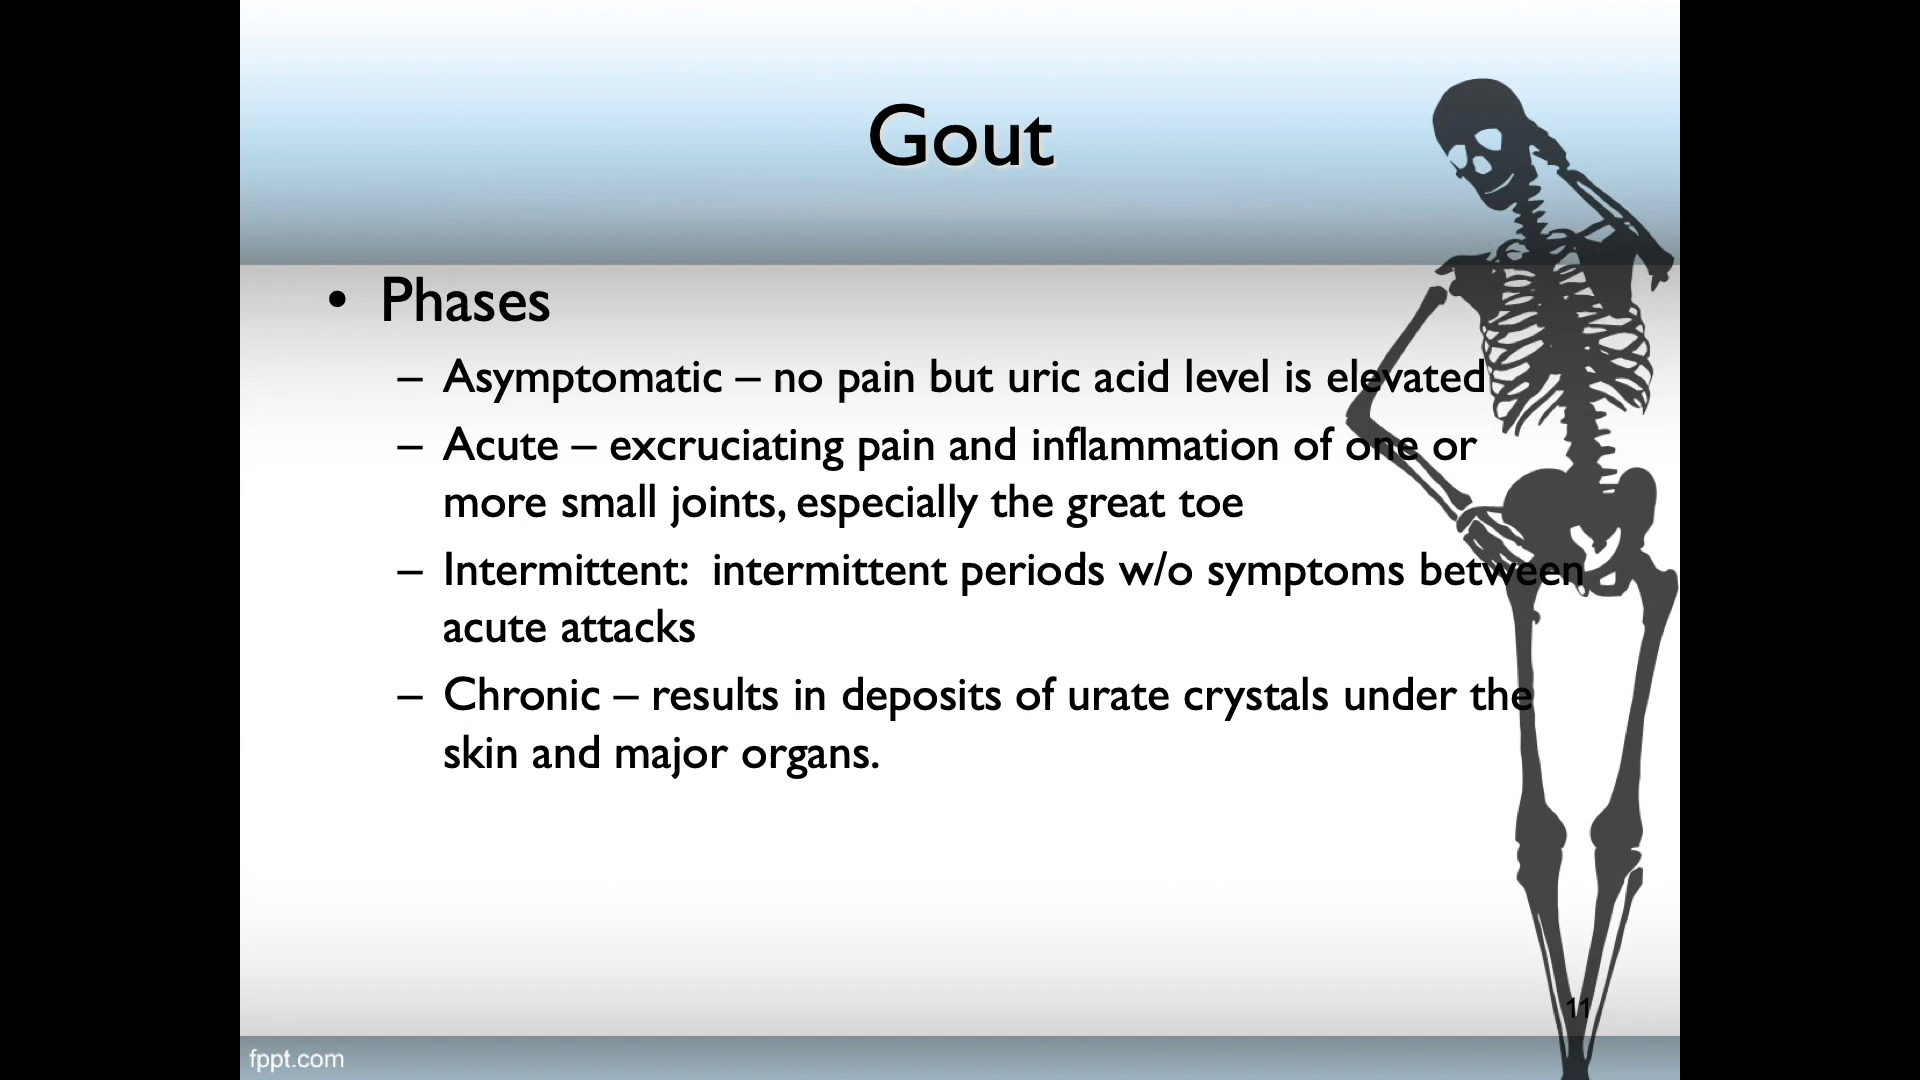 Gout
• Phases
– Asymptomatic – no pain but uric acid level is elevated
– Acute – excruciating pain and inflammation of one or
more small joints, especially the great toe
– Intermittent:  intermittent periods w/o symptoms between
acute attacks
– Chronic – results in deposits of urate crystals under the
skin and major organs.
11
fppt.com